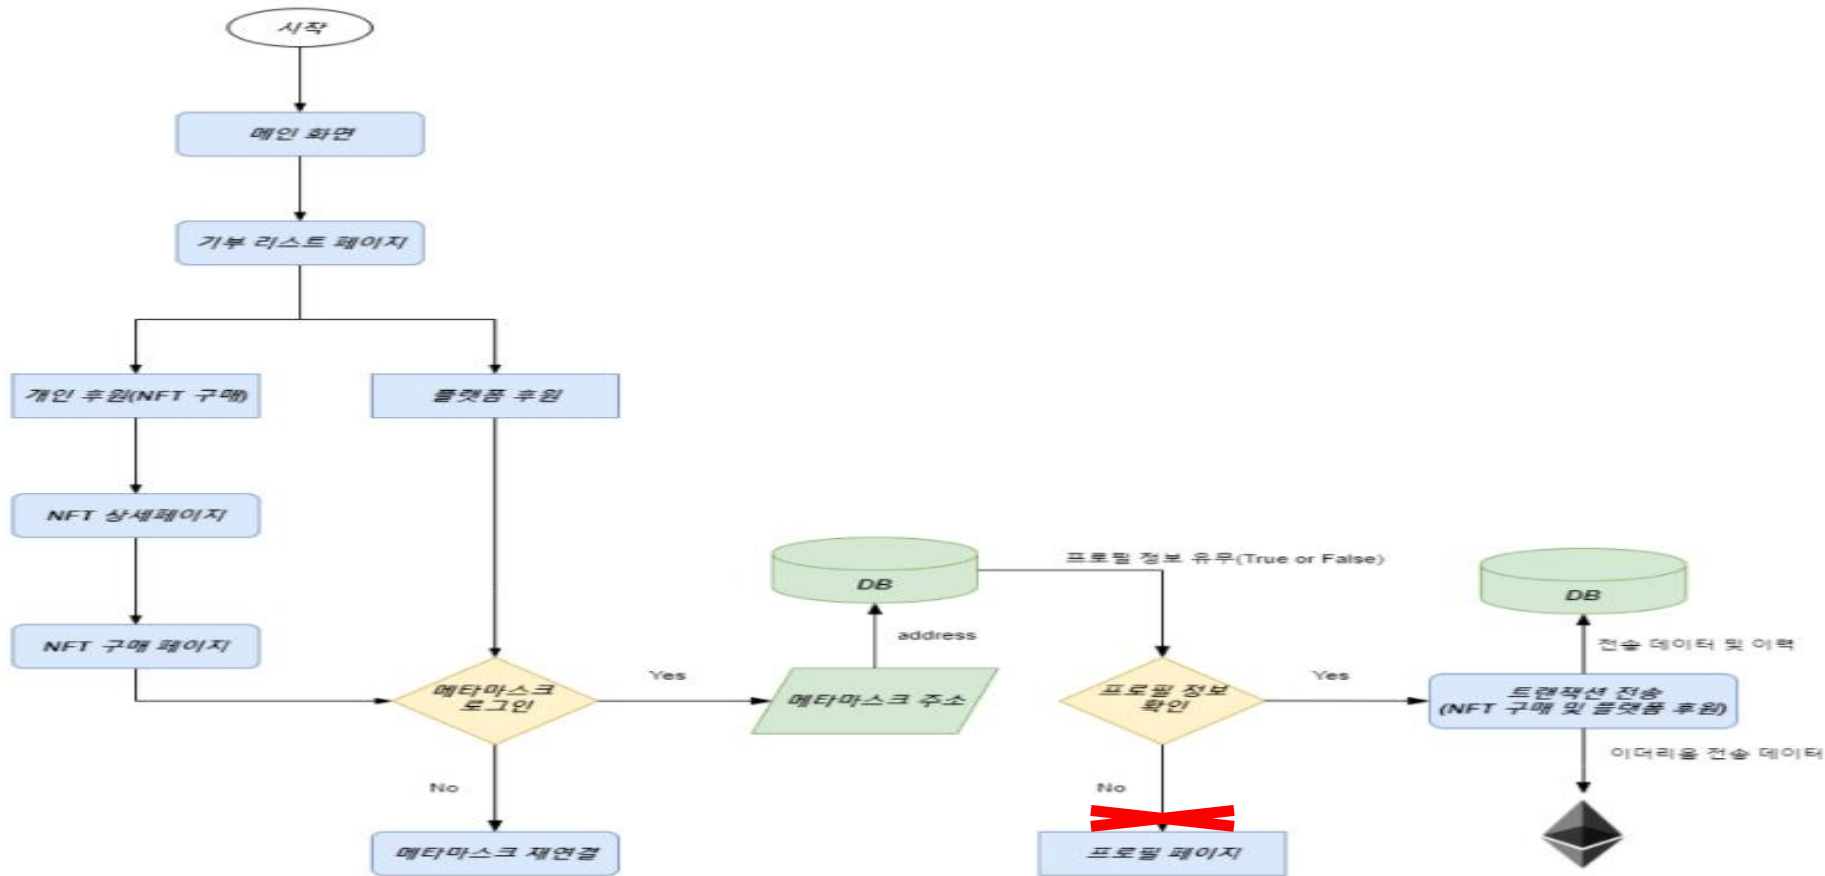 시작
메인 화면
기부 리스트 페이지
개인 후원(NFT 구매)
플랫폼 후원
NFT 상세페이지
NFT 구매 페이지
메타마스크
로그인
Yes
No
메타마스크 재연결
메타마스크 주소
address
DB
프로필 정보 유무(True or False)
프로필 정보
확인
Yes
No
프로필 페이지
트랜잭션 전송
(NFT 구매 및 플랫폼 후원)
전송 데이터 및 이력
DB
이더리움 전송 데이터